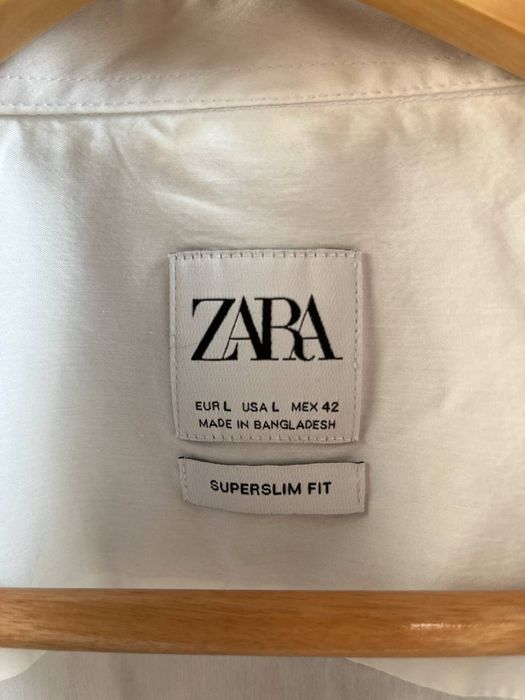 ZARA
EUR L USA L MEX 42
MADE IN BANGLADESH
SUPERSLIM FIT